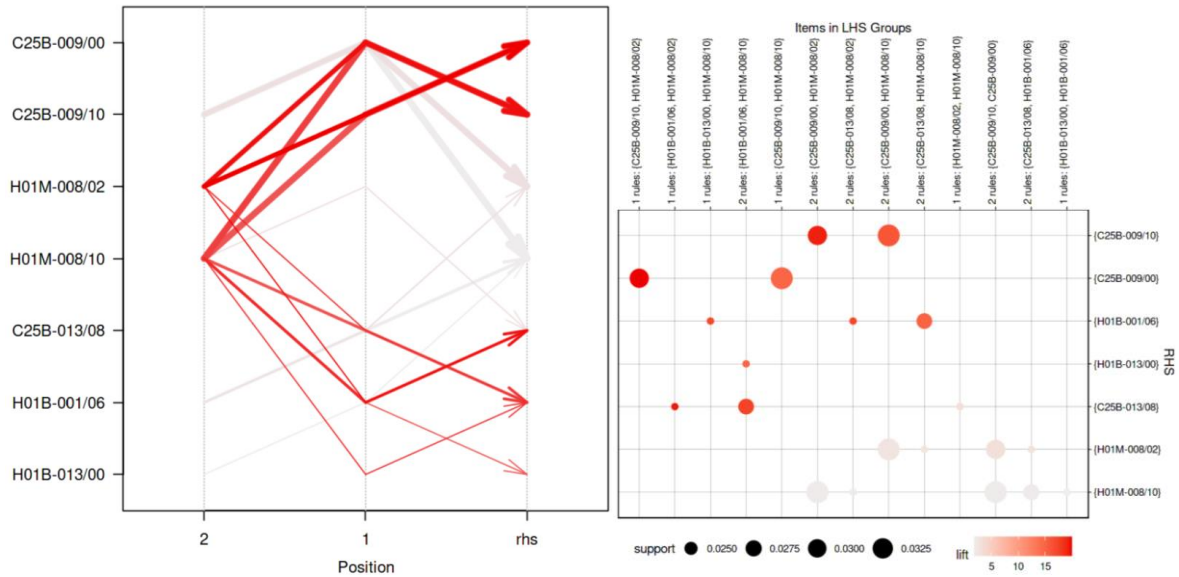 C25B-009/00
C25B-009/10
H01M-008/02
H01M-008/10
C25B-013/08
H01B-001/06
H01B-013/00
2
1
rhs
Position
Items in LHS Groups
1 rules: {C25B-009/10, H01M-008/02}
1 rules: {H01B-001/06, H01M-008/02}
1 rules: {H01B-013/00, H01M-008/10}
2 rules: {H01B-001/06, H01M-008/10}
1 rules: {C25B-009/10, H01M-008/10}
2 rules: {C25B-009/00, H01M-008/02}
2 rules: {C25B-013/08, H01M-008/02}
2 rules: {C25B-009/00, H01M-008/10}
2 rules: {C25B-013/08, H01M-008/10}
1 rules: {H01M-008/02, H01M-008/10}
2 rules: {C25B-009/10, C25B-009/00}
2 rules: {C25B-013/08, H01B-001/06}
1 rules: {H01B-013/00, H01B-001/06}
{C25B-009/10}
{C25B-009/00}
{H01B-001/06}
{H01B-013/00}
{C25B-013/08}
{H01M-008/02}
{H01M-008/10}
RHS
support 0.0250 0.0275 0.0300 0.0325
lift 5 10 15